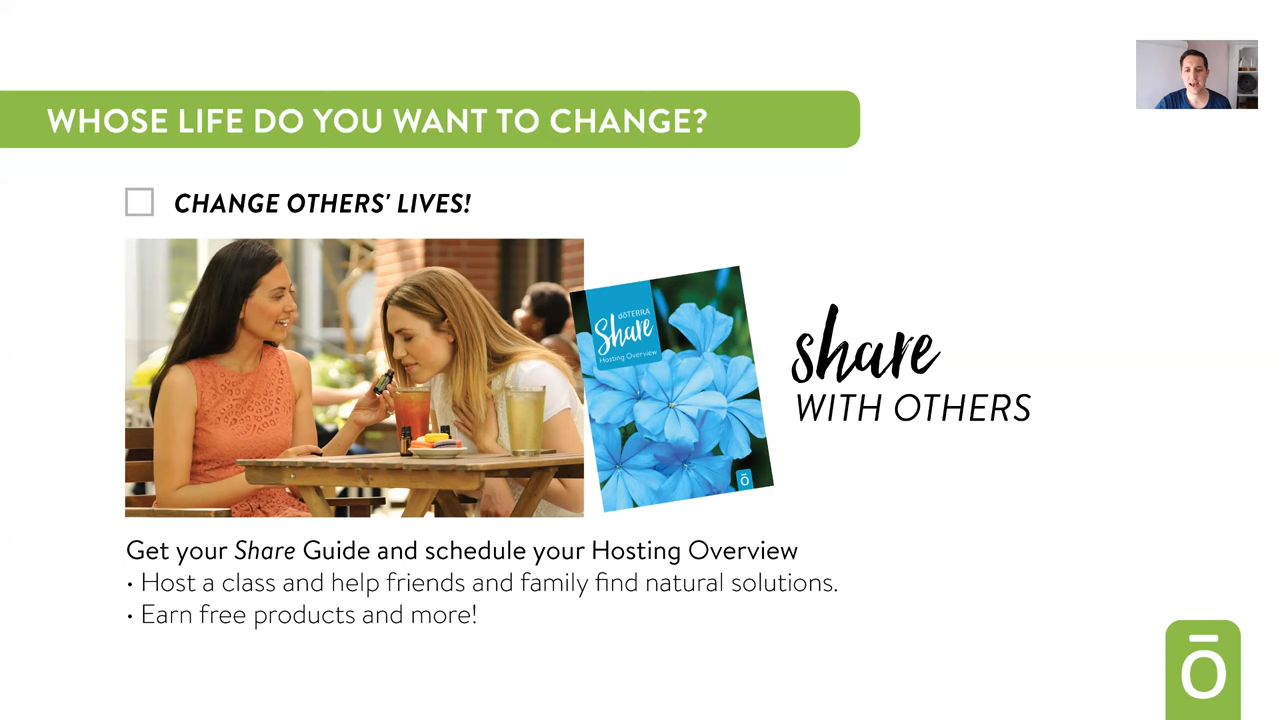 WHOSE LIFE DO YOU WANT TO CHANGE?
CHANGE OTHERS' LIVES!
dōTERRA
Share
Hosting Overview
ō
share
WITH OTHERS
Get your Share Guide and schedule your Hosting Overview
• Host a class and help friends and family find natural solutions.
• Earn free products and more!
ō